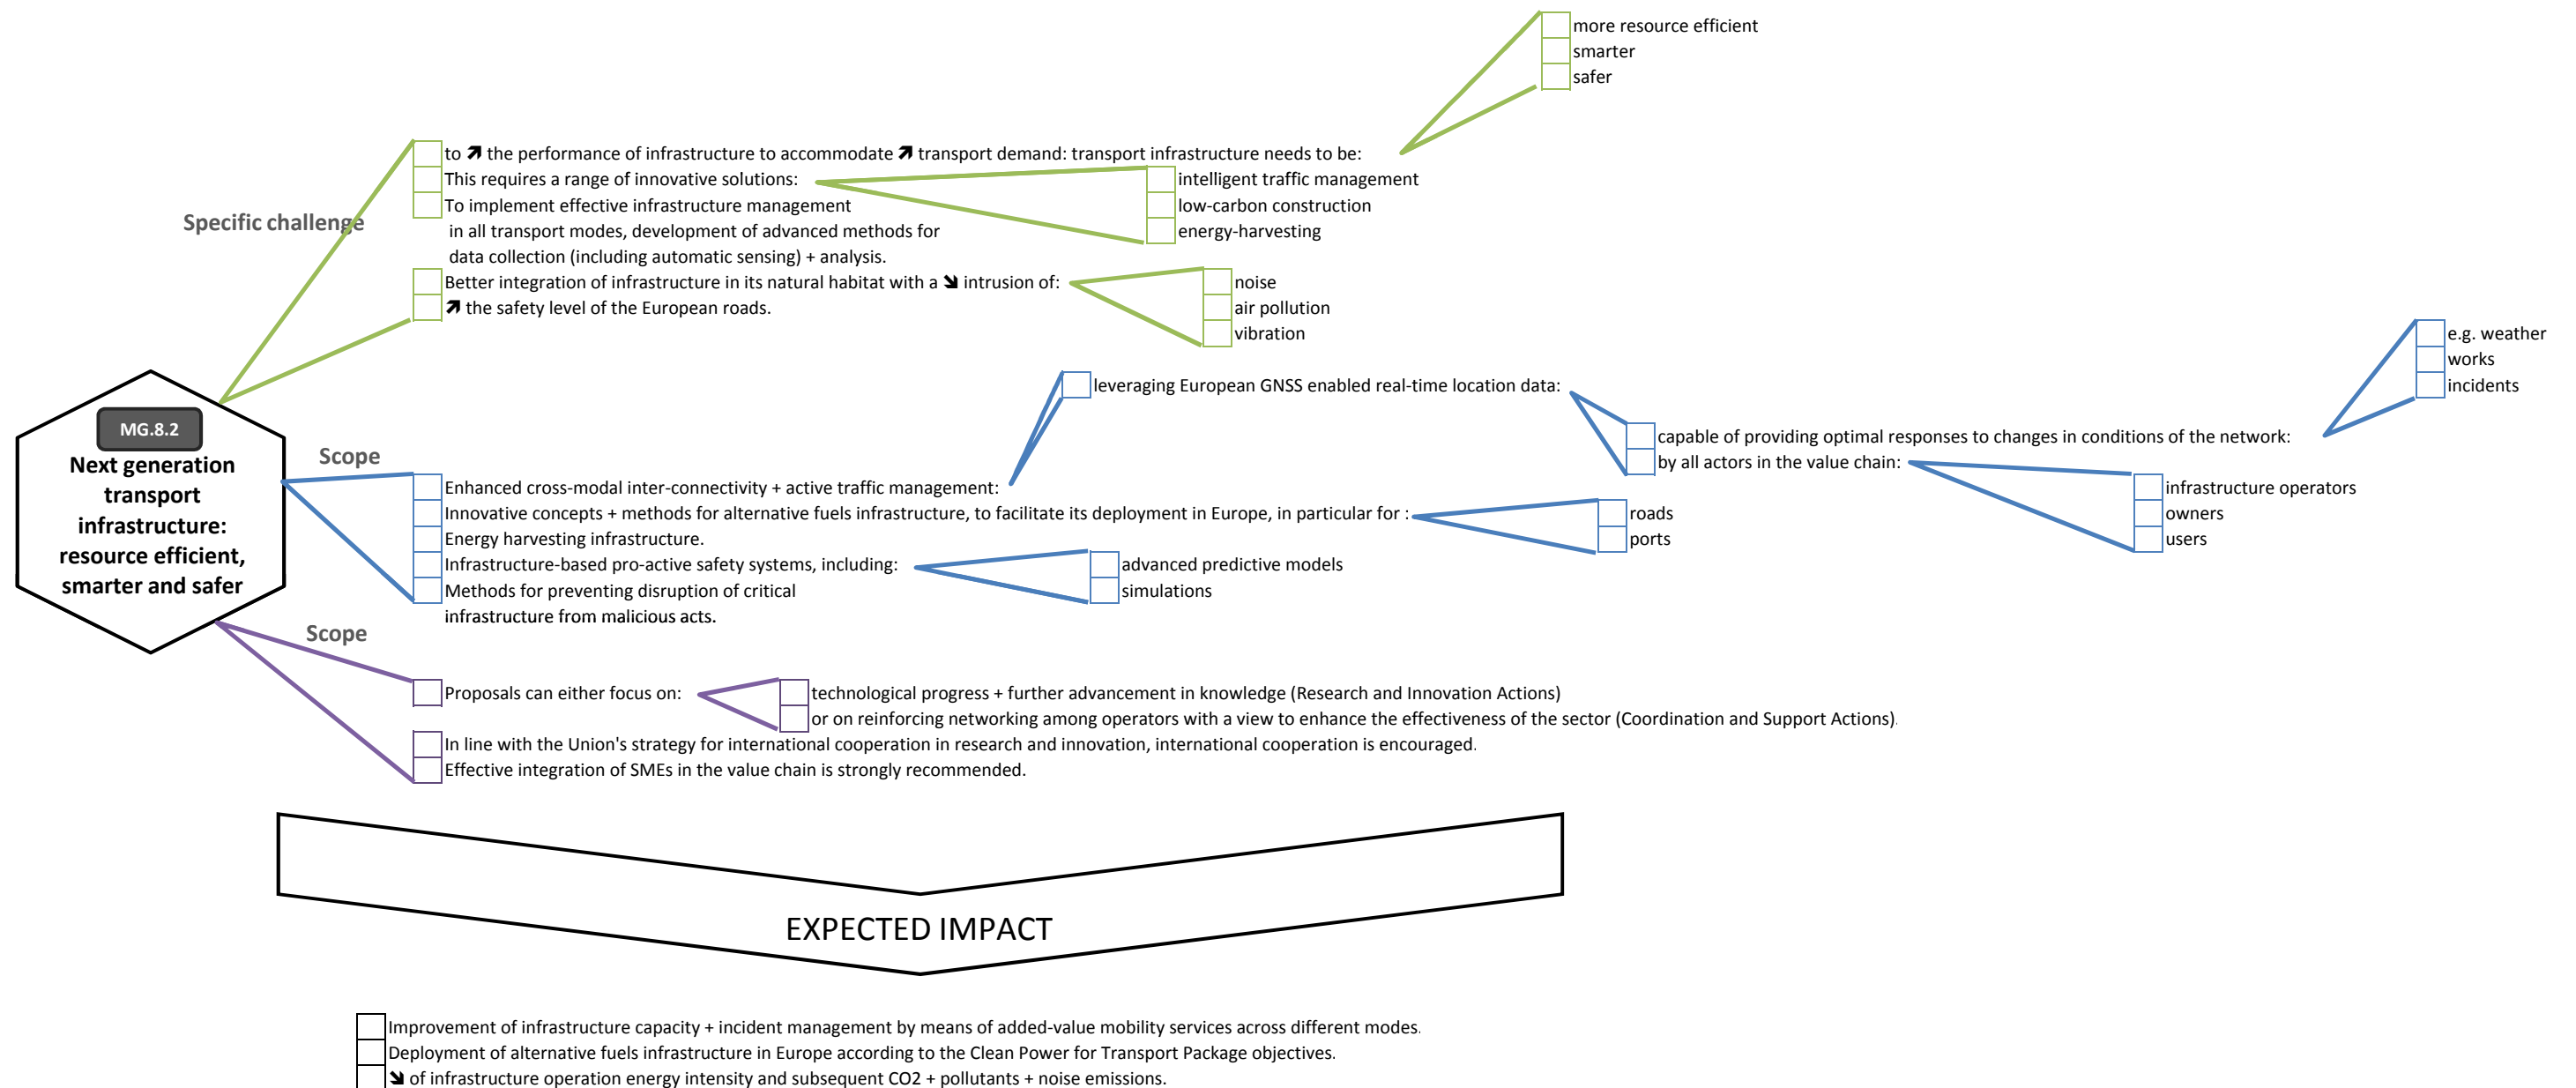 more resource efficient
smarter
safer
Specific challenge
to ↗ the performance of infrastructure to accommodate ↗ transport demand: transport infrastructure needs to be:
This requires a range of innovative solutions:
intelligent traffic management
low-carbon construction
energy-harvesting
To implement effective infrastructure management
in all transport modes, development of advanced methods for
data collection (including automatic sensing) + analysis.
Better integration of infrastructure in its natural habitat with a ↘ intrusion of:
noise
air pollution
vibration
↗ the safety level of the European roads.
MG.8.2
Next generation
transport
infrastructure:
resource efficient,
smarter and safer
Scope
Enhanced cross-modal inter-connectivity + active traffic management:
leveraging European GNSS enabled real-time location data:
capable of providing optimal responses to changes in conditions of the network:
e.g. weather
works
incidents
by all actors in the value chain:
infrastructure operators
owners
users
Innovative concepts + methods for alternative fuels infrastructure, to facilitate its deployment in Europe, in particular for :
roads
ports
Energy harvesting infrastructure.
Infrastructure-based pro-active safety systems, including:
advanced predictive models
simulations
Methods for preventing disruption of critical
infrastructure from malicious acts.
Scope
Proposals can either focus on:
technological progress + further advancement in knowledge (Research and Innovation Actions)
or on reinforcing networking among operators with a view to enhance the effectiveness of the sector (Coordination and Support Actions).
In line with the Union's strategy for international cooperation in research and innovation, international cooperation is encouraged.
Effective integration of SMEs in the value chain is strongly recommended.
EXPECTED IMPACT
Improvement of infrastructure capacity + incident management by means of added-value mobility services across different modes.
Deployment of alternative fuels infrastructure in Europe according to the Clean Power for Transport Package objectives.
↘ of infrastructure operation energy intensity and subsequent CO2 + pollutants + noise emissions.